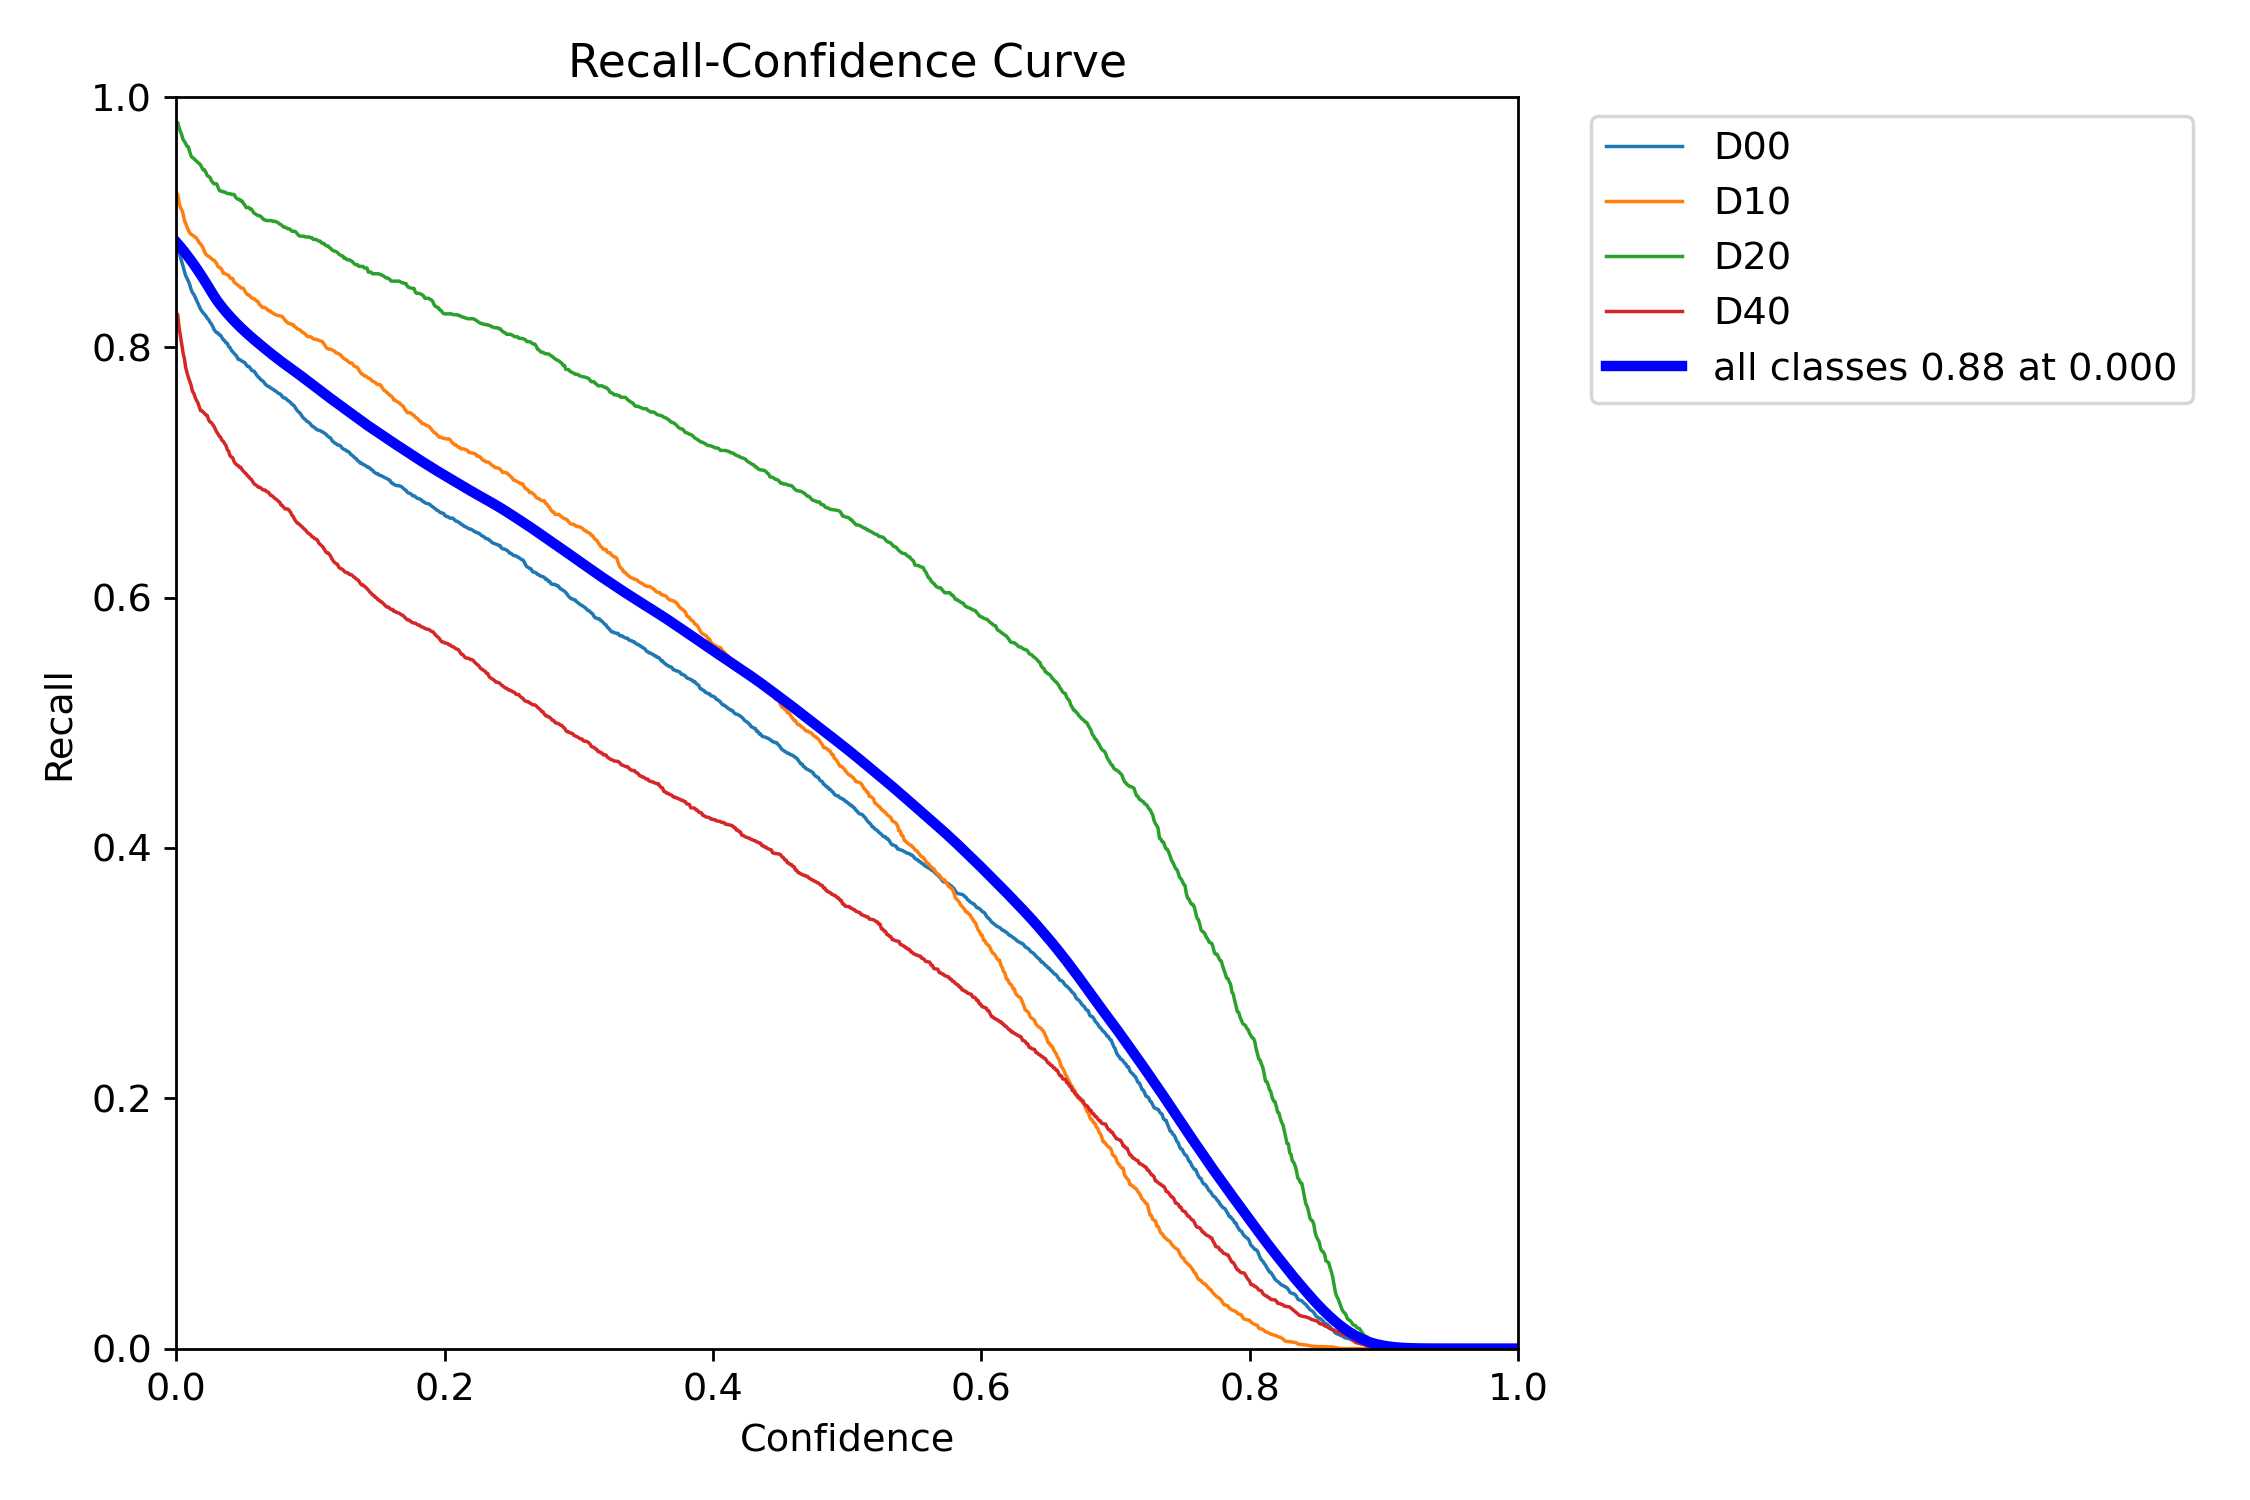 Recall-Confidence Curve
1.0
0.8
0.6
0.4
0.2
0.0
Recall
0.0 0.2 0.4 0.6 0.8 1.0
Confidence
D00
D10
D20
D40
all classes 0.88 at 0.000